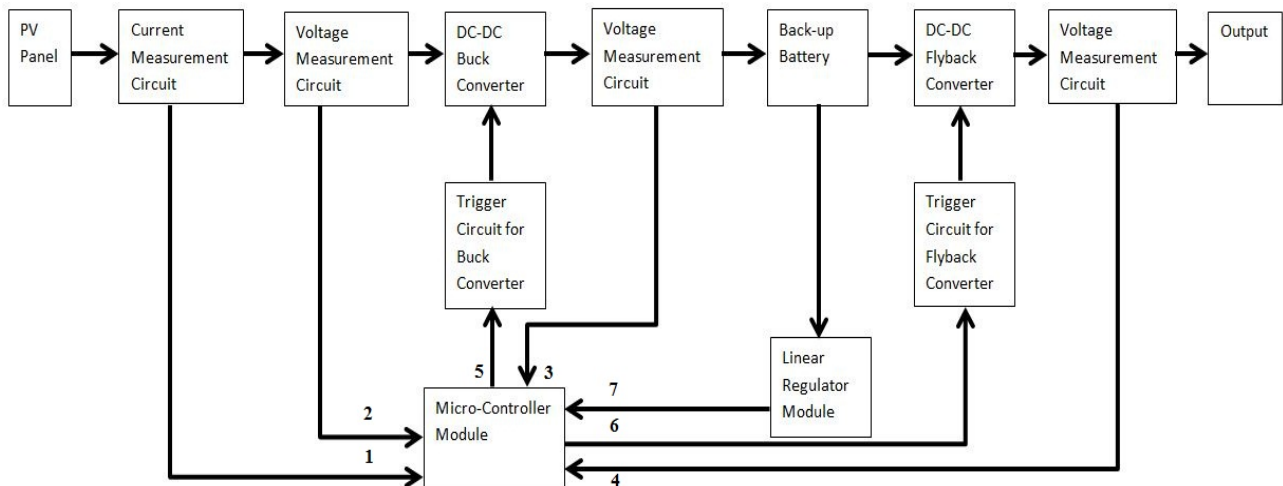 PV
Panel
Current
Measurement
Circuit
Voltage
Measurement
Circuit
DC-DC
Buck
Converter
Voltage
Measurement
Circuit
Back-up
Battery
DC-DC
Flyback
Converter
Voltage
Measurement
Circuit
Output
Trigger
Circuit for
Buck
Converter
Trigger
Circuit for
Flyback
Converter
Linear
Regulator
Module
5
3
7
Micro-Controller
Module
2
6
1
4